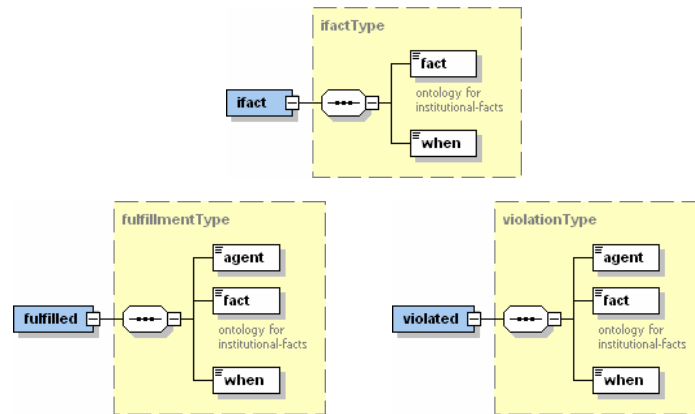 ifactType
fact
ifact
ontology for
institutional-facts
when
fulfillmentType
agent
fact
fulfilled
ontology for
institutional-facts
when
violationType
agent
fact
violated
ontology for
institutional-facts
when